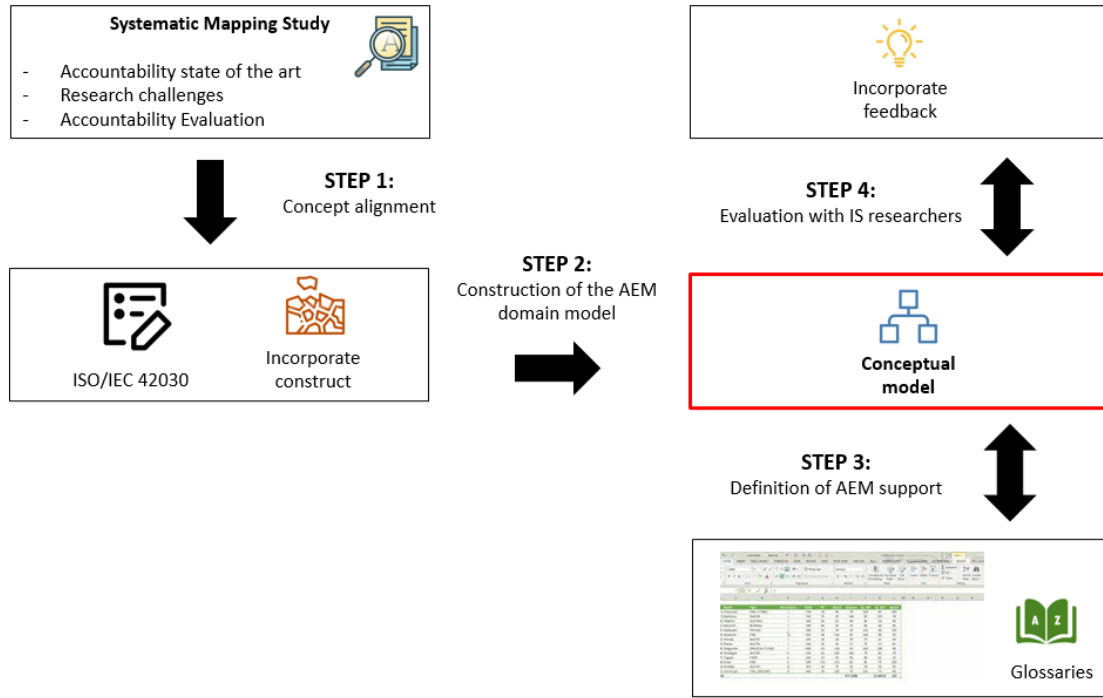 Systematic Mapping Study
- Accountability state of the art
- Research challenges
- Accountability Evaluation
STEP 1:
Concept alignment
ISO/IEC 42030
Incorporate
construct
STEP 2:
Construction of the AEM
domain model
Incorporate
feedback
STEP 4:
Evaluation with IS researchers
Conceptual
model
STEP 3:
Definition of AEM support
A Z
Glossaries